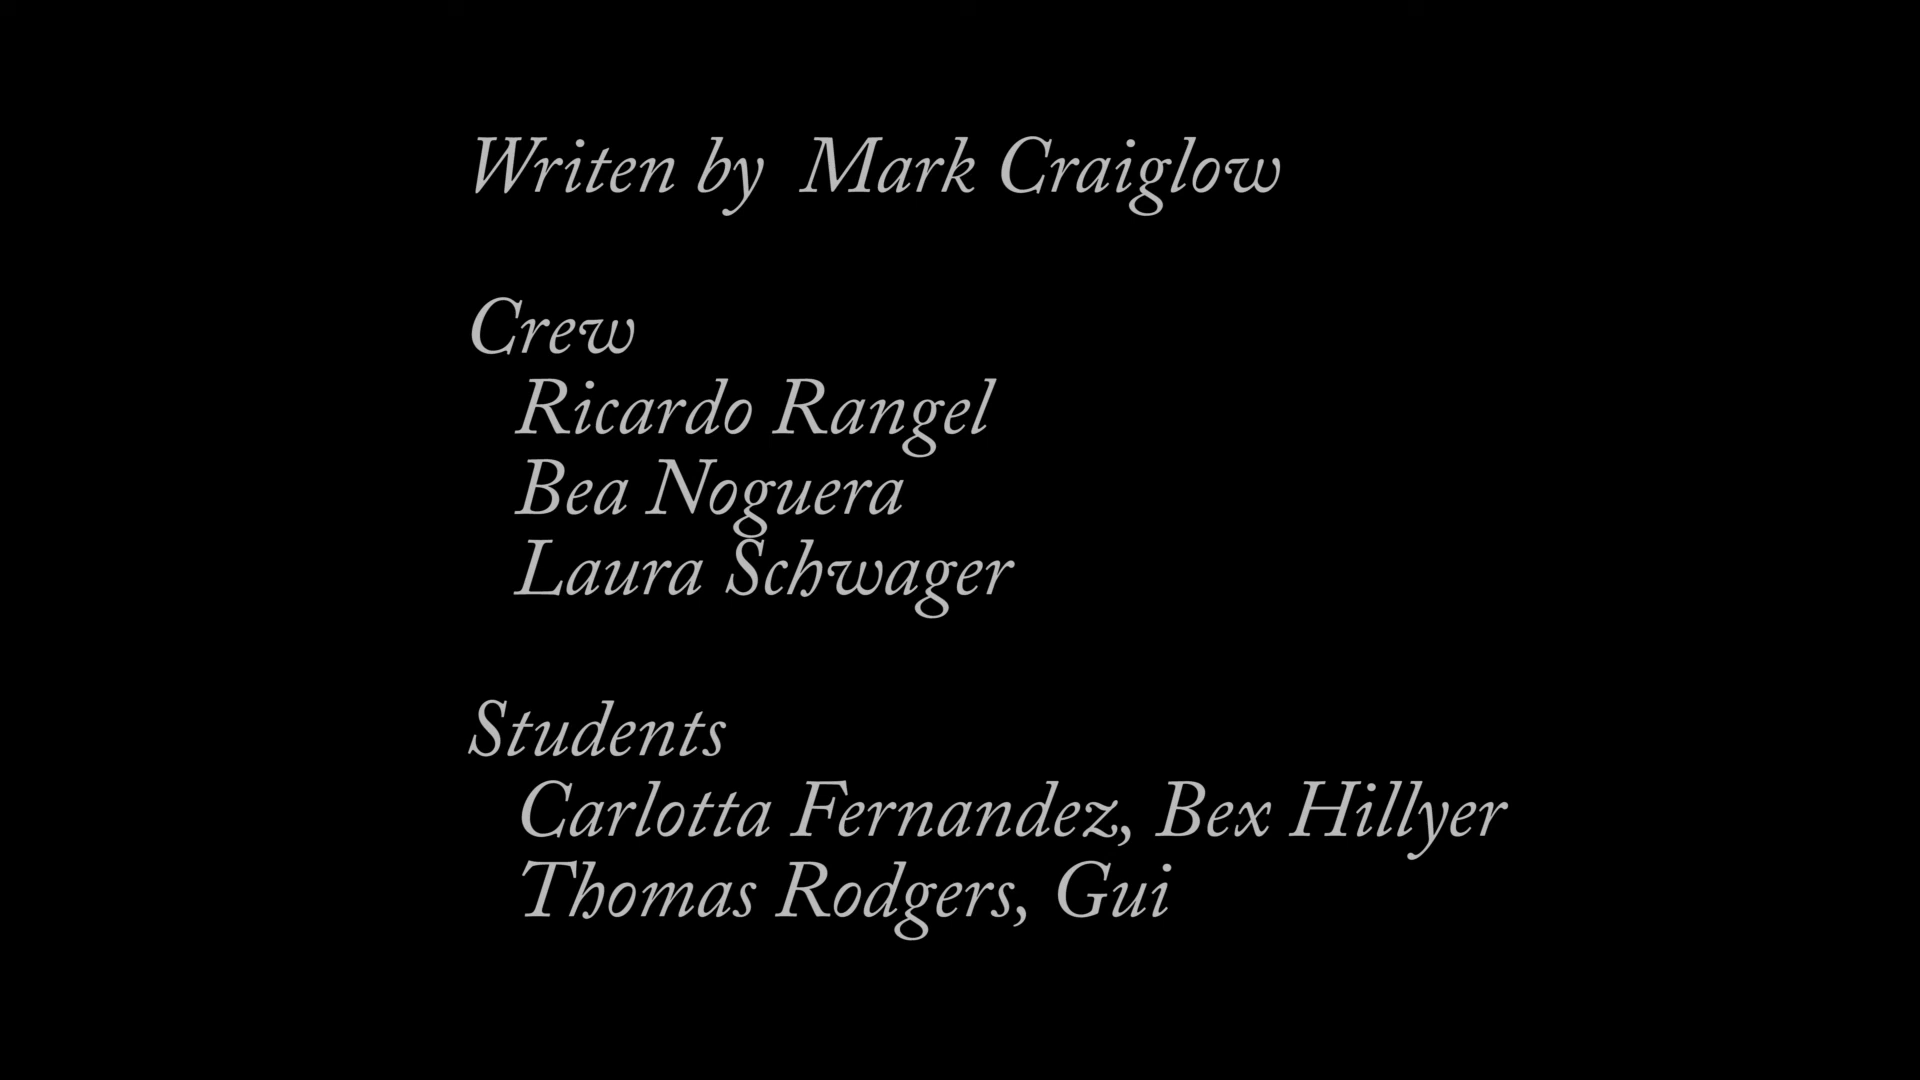 Writen by  Mark Craiglow
Crew
Ricardo Rangel
Bea Noguera
Laura Schwager
Students
Carlotta Fernandez, Bex Hillyer
Thomas Rodgers, Gui